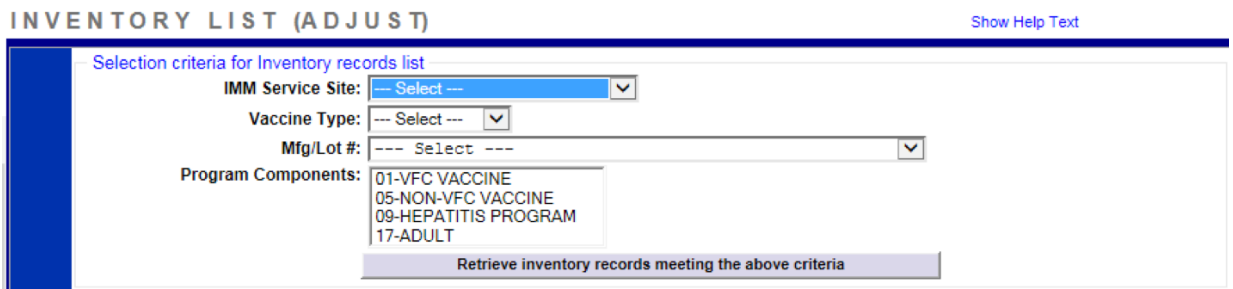 INVENTORY LIST (ADJUST)
Show Help Text
Selection criteria for Inventory records list
IMM Service Site: --- Select ---
Vaccine Type: --- Select ---
Mfg/Lot #: --- Select ---
Program Components: 01-VFC VACCINE
05-NON-VFC VACCINE
09-HEPATITIS PROGRAM
17-ADULT
Retrieve inventory records meeting the above criteria